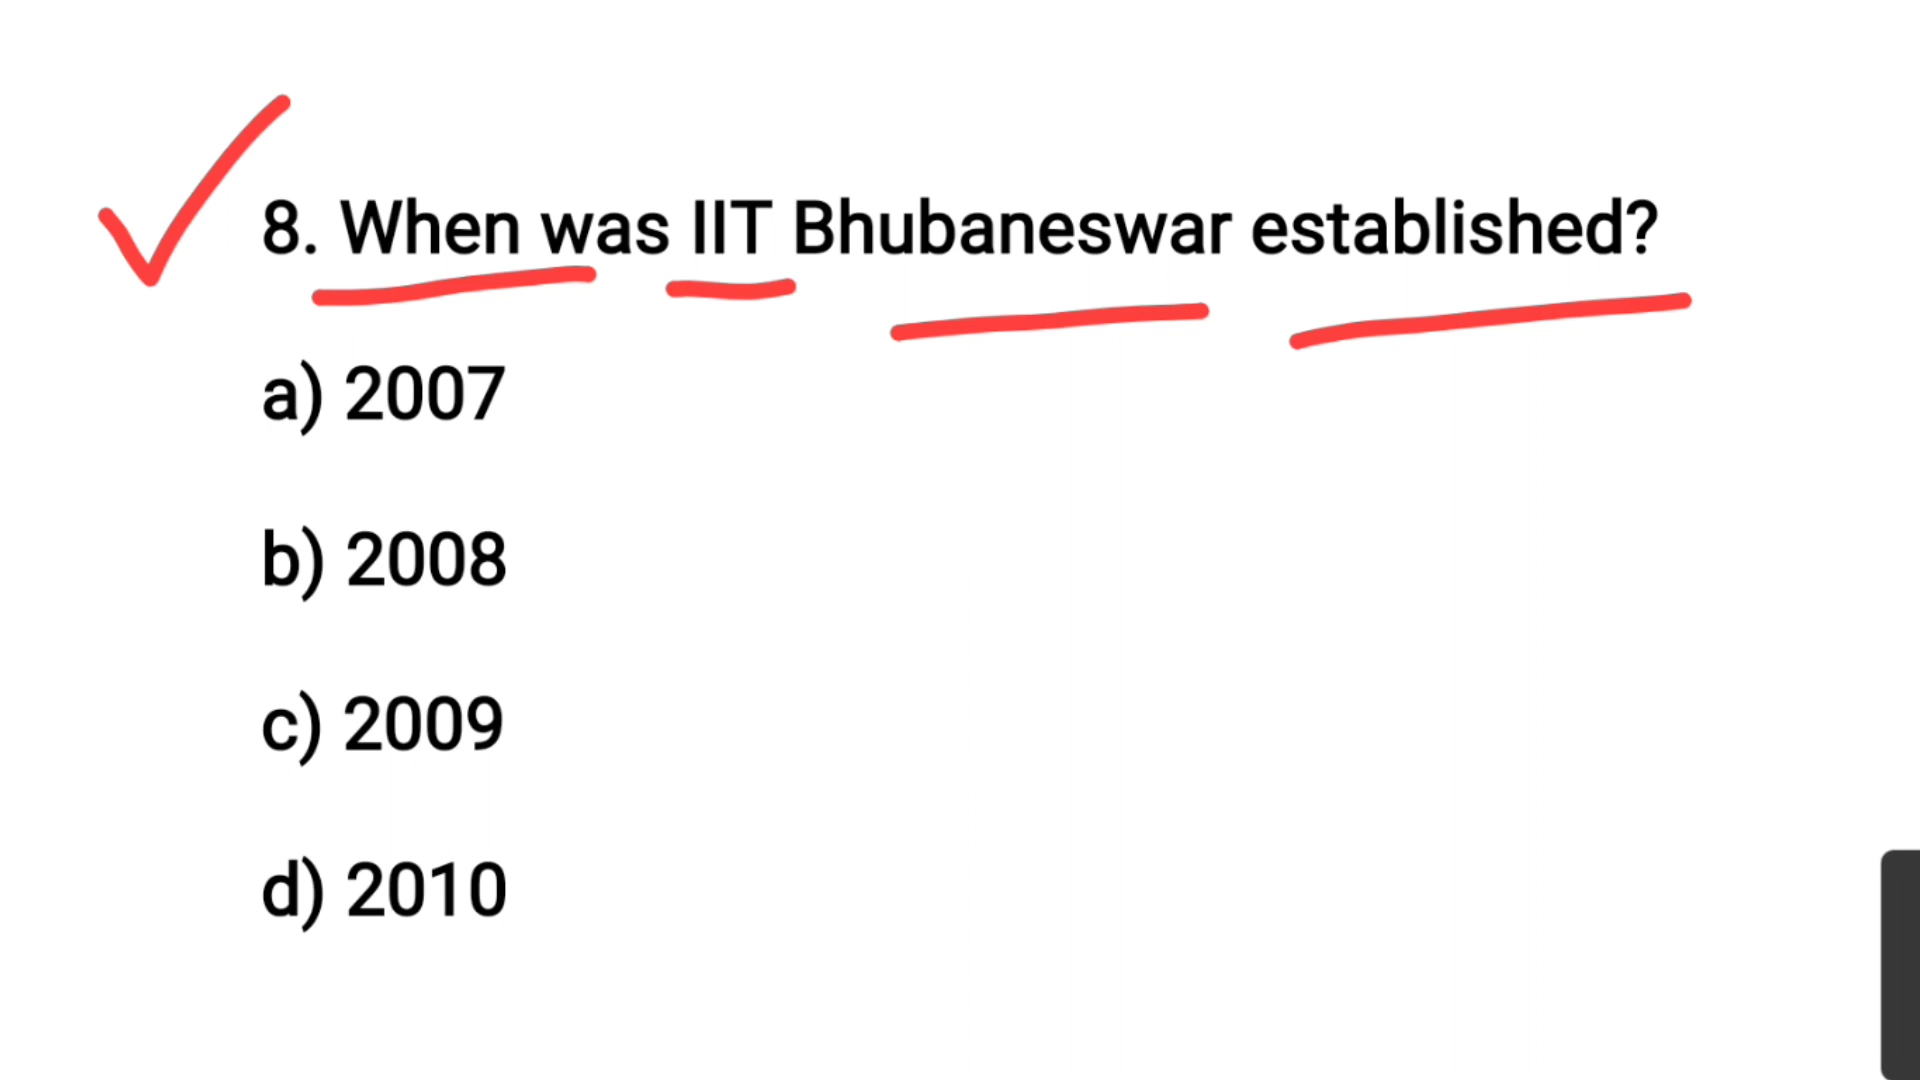 8. When was IIT Bhubaneswar established?
a) 2007
b) 2008
c) 2009
d) 2010